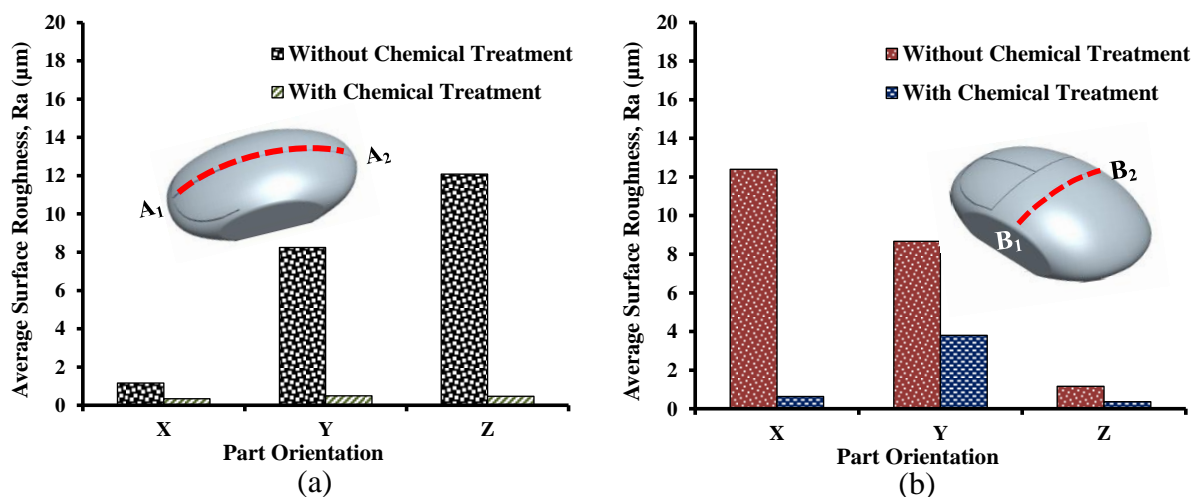 Average Surface Roughness, Ra (μm)
20
18
16
14
12
10
8
6
4
2
0
Without Chemical Treatment
With Chemical Treatment
A1
A2
X
Y
Z
Part Orientation
(a)
Average Surface Roughness, Ra (μm)
20
18
16
14
12
10
8
6
4
2
0
Without Chemical Treatment
With Chemical Treatment
B2
B1
X
Y
Z
Part Orientation
(b)